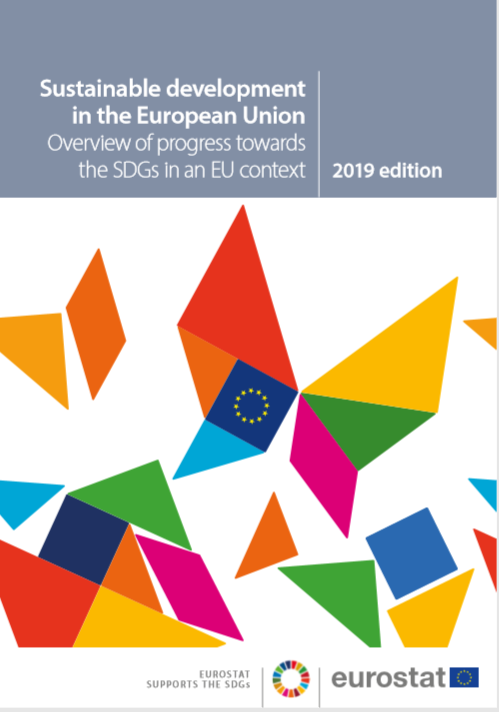 Sustainable development
in the European Union
Overview of progress towards
the SDGs in an EU context
2019 edition
EUROSTAT
SUPPORTS THE SDGs
eurostat